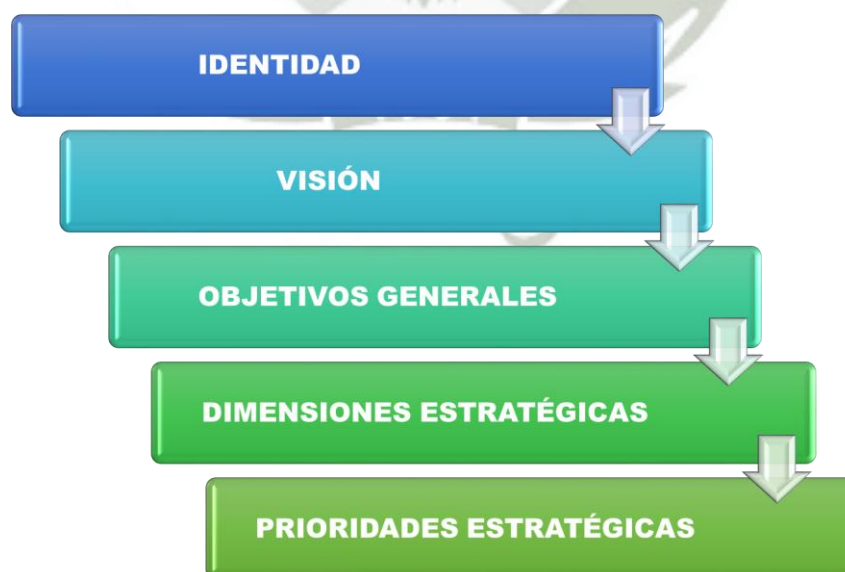 IDENTIDAD
VISIÓN
OBJETIVOS GENERALES
DIMENSIONES ESTRATÉGICAS
PRIORIDADES ESTRATÉGICAS